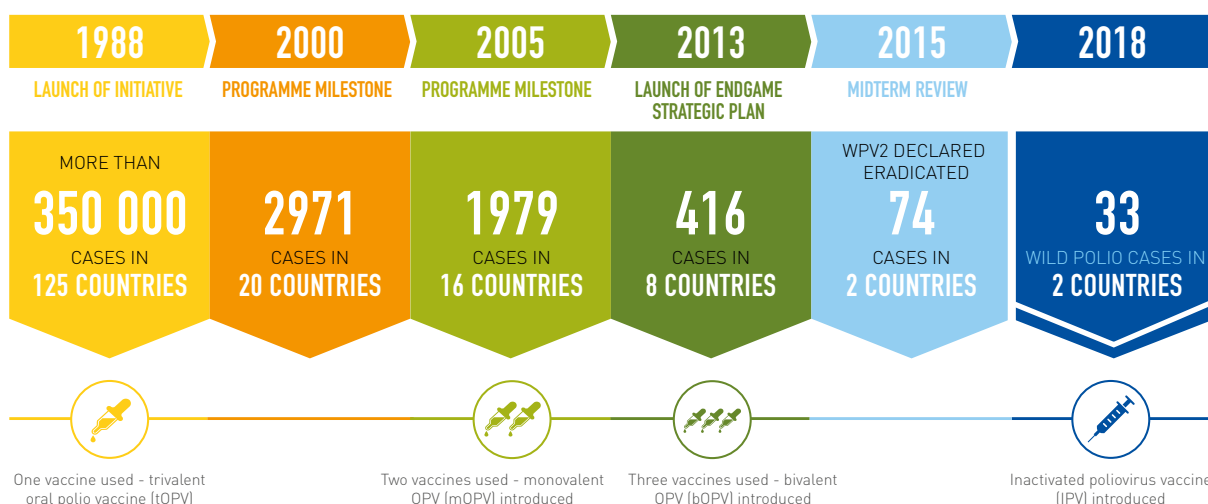 1988
2000
2005
2013
2015
2018
LAUNCH OF INITIATIVE
PROGRAMME MILESTONE
PROGRAMME MILESTONE
LAUNCH OF ENDGAME
STRATEGIC PLAN
MIDTERM REVIEW
MORE THAN
350 000
CASES IN
125 COUNTRIES
2971
CASES IN
20 COUNTRIES
1979
CASES IN
16 COUNTRIES
416
CASES IN
8 COUNTRIES
WPV2 DECLARED
ERADICATED
74
CASES IN
2 COUNTRIES
33
WILD POLIO CASES IN
2 COUNTRIES
One vaccine used - trivalent
oral polio vaccine (tOPV)
Two vaccines used - monovalent
OPV (mOPV) introduced
Three vaccines used - bivalent
OPV (bOPV) introduced
Inactivated poliovirus vaccine
(IPV) introduced